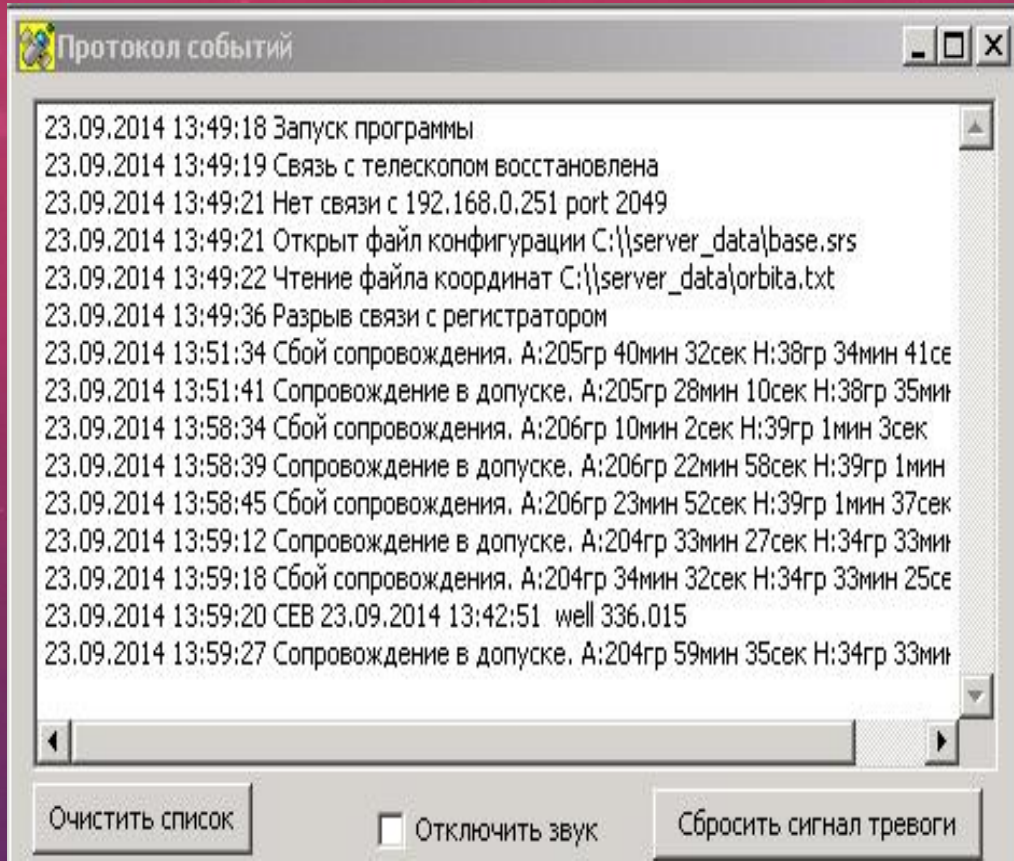 Протокол событий
23.09.2014 13:49:18 Запуск программы
23.09.2014 13:49:19 Связь с телескопом восстановлена
23.09.2014 13:49:21 Нет связи с 192.168.0.251 port 2049
23.09.2014 13:49:21 Открыт файл конфигурации C:\\server_data\base.srs
23.09.2014 13:49:22 Чтение файла координат C:\\server_data\orbita.txt
23.09.2014 13:49:36 Разрыв связи с регистратором
23.09.2014 13:51:34 Сбой сопровождения. А:205гр 40мин 32сек Н:38гр 34мин 41се
23.09.2014 13:51:41 Сопровождение в допуске. А:205гр 28мин 10сек Н:38гр 35мин
23.09.2014 13:58:34 Сбой сопровождения. А:206гр 10мин 2сек Н:39гр 1мин 3сек
23.09.2014 13:58:39 Сопровождение в допуске. А:206гр 22мин 58сек Н:39гр 1мин
23.09.2014 13:58:45 Сбой сопровождения. А:206гр 23мин 52сек Н:39гр 1мин 37сек
23.09.2014 13:59:12 Сопровождение в допуске. А:204гр 33мин 27сек Н:34гр 33мин
23.09.2014 13:59:18 Сбой сопровождения. А:204гр 34мин 32сек Н:34гр 33мин 25се
23.09.2014 13:59:20 СЕВ 23.09.2014 13:42:51 well 336.015
23.09.2014 13:59:27 Сопровождение в допуске. А:204гр 59мин 35сек Н:34гр 33мин
Очистить список
Отключить звук
Сбросить сигнал тревоги